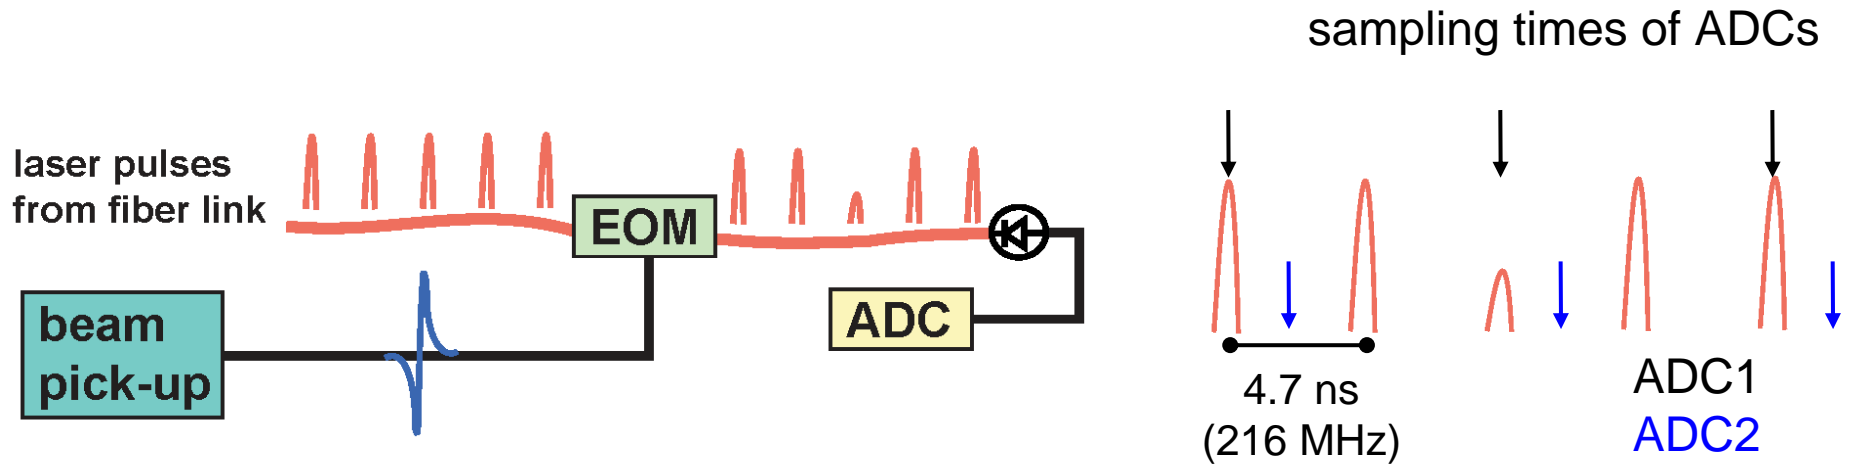 sampling times of ADCs
laser pulses
from fiber link
EOM
beam
pick-up
ADC
4.7 ns
(216 MHz)
ADC1
ADC2